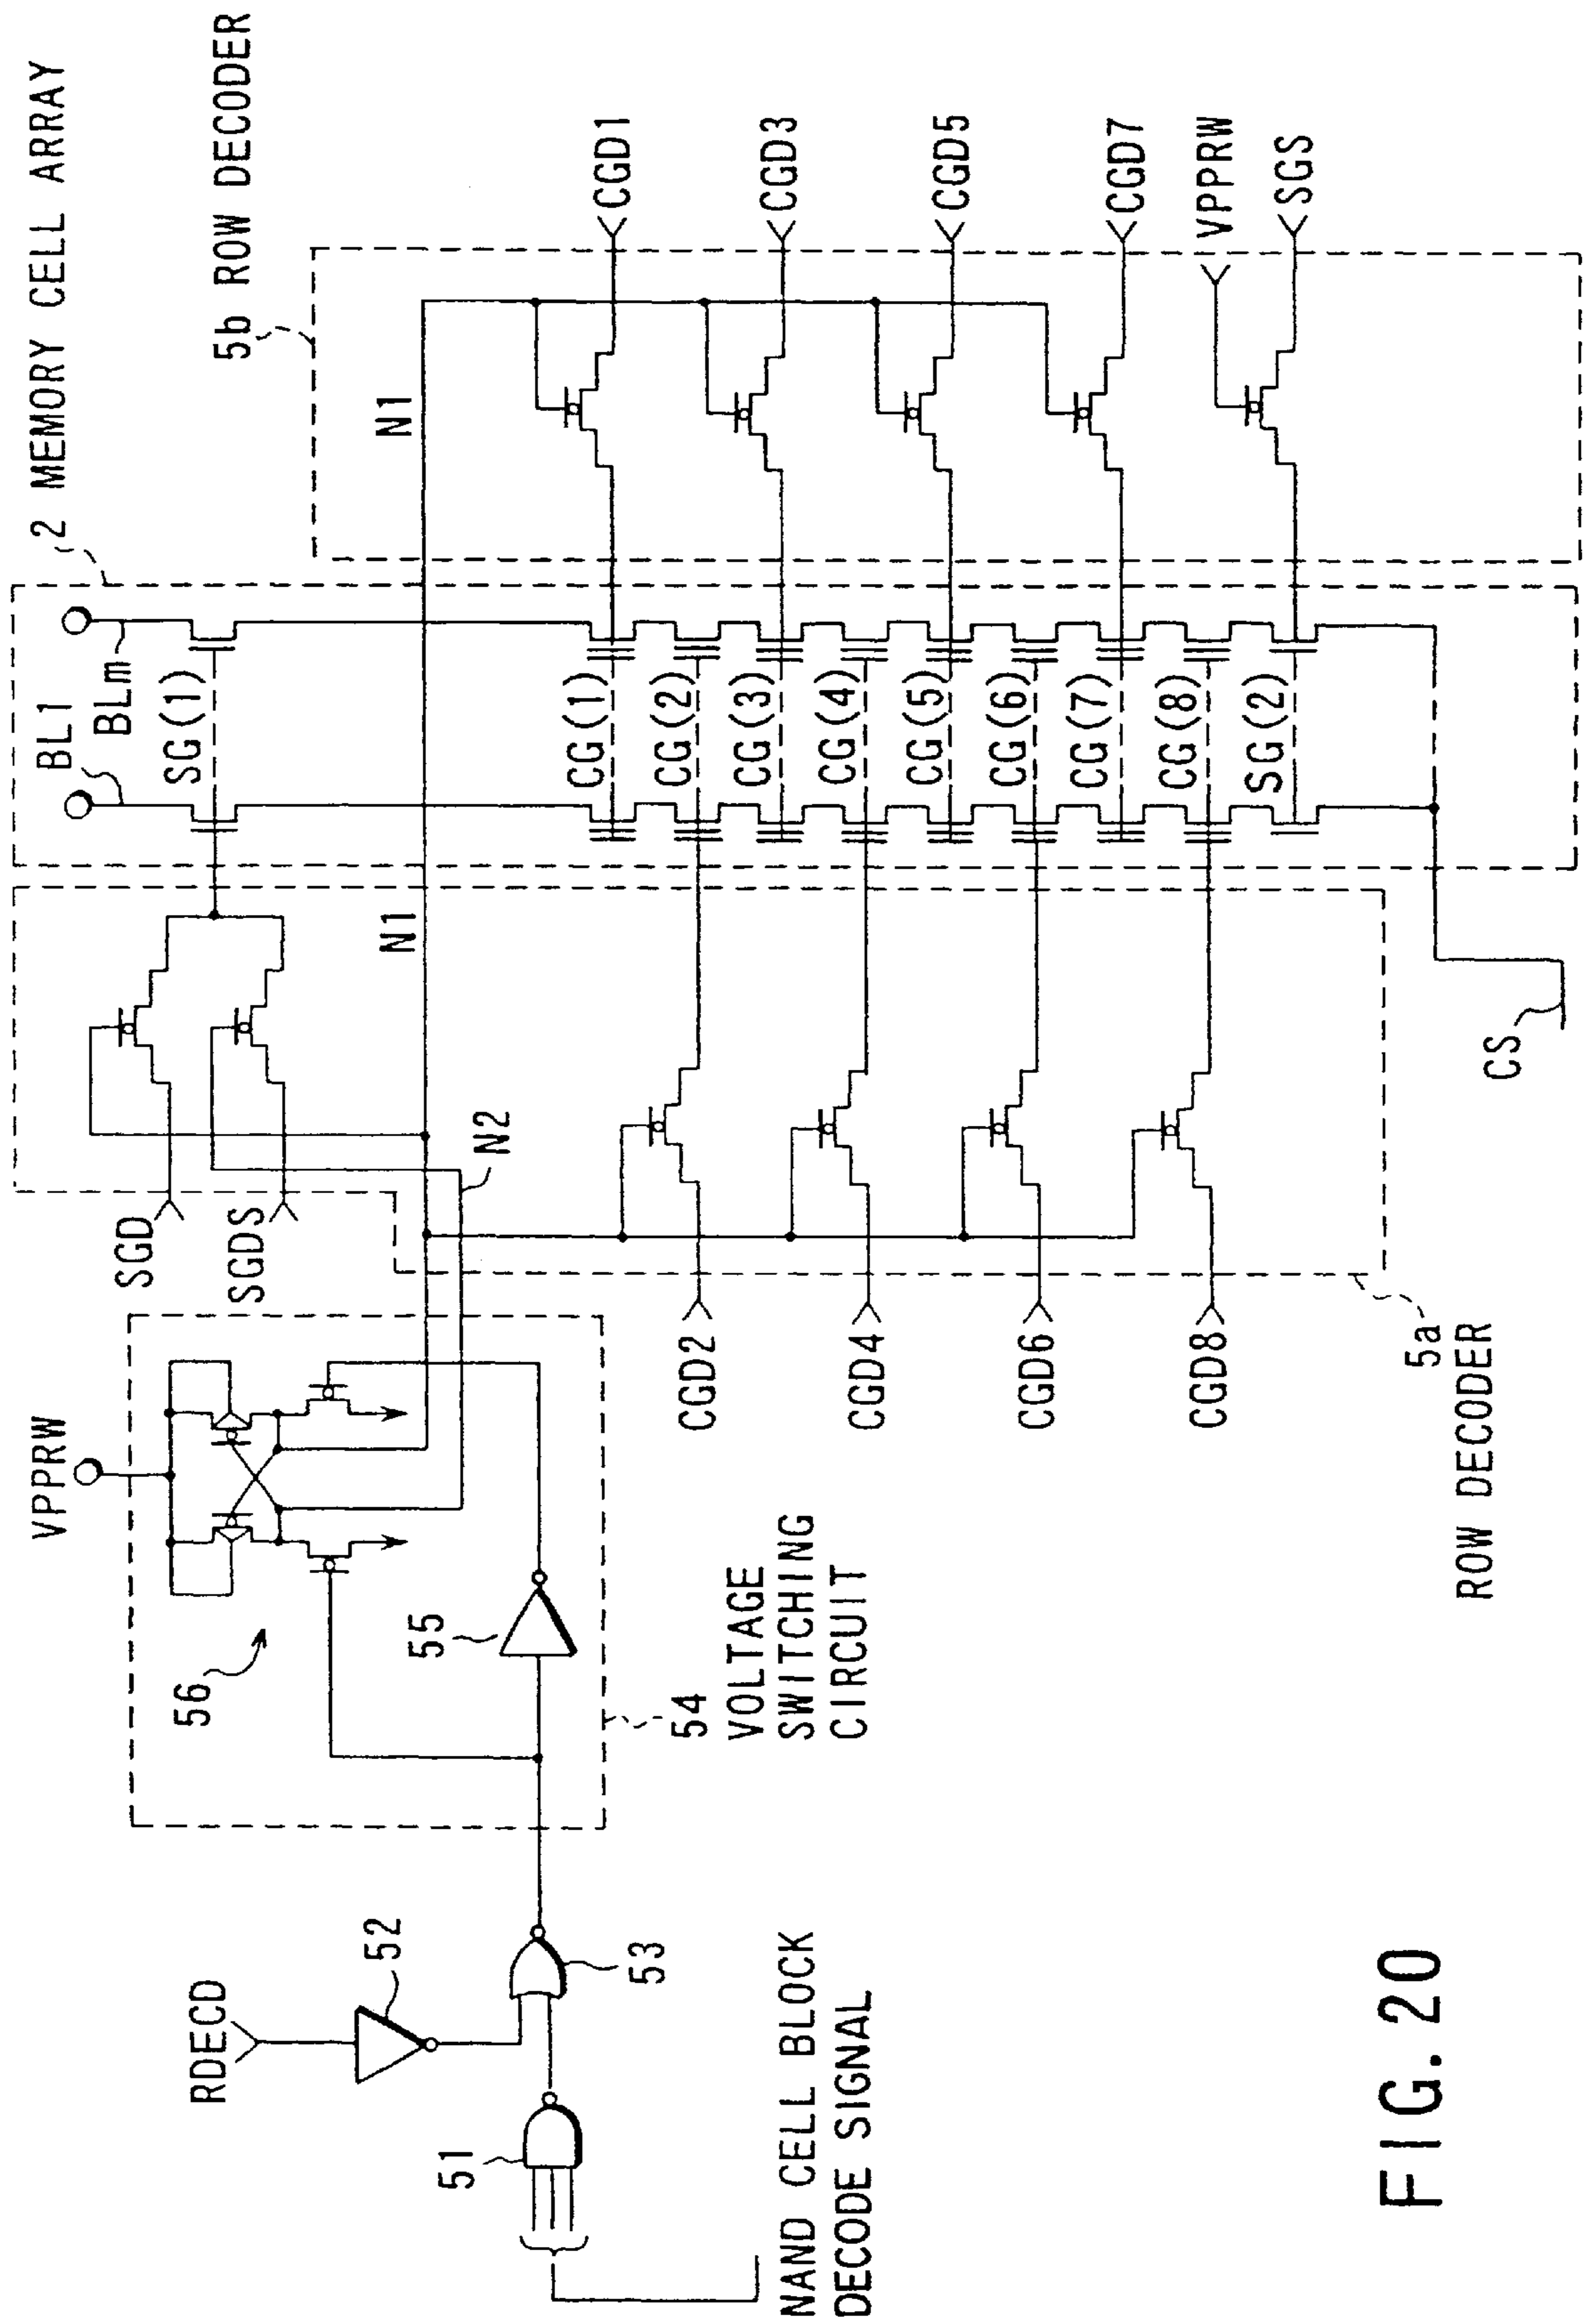 2 MEMORY CELL ARRAY
5b ROW DECODER
BL1
BLm
SG(1)
N1
N1
CG(1)
CG(2)
CG(3)
CG(4)
CG(5)
CG(6)
CG(7)
CG(8)
SG(2)
CGD1
CGD3
CGD5
CGD7
VPPRW
SGS
SGD
SGDS
N2
CGD2
CGD4
CGD6
CGD8
CS
5a
ROW DECODER
VPPRW
56
55
54
VOLTAGE
SWITCHING
CIRCUIT
RDECD
52
53
51
NAND CELL BLOCK
DECODE SIGNAL
FIG. 20